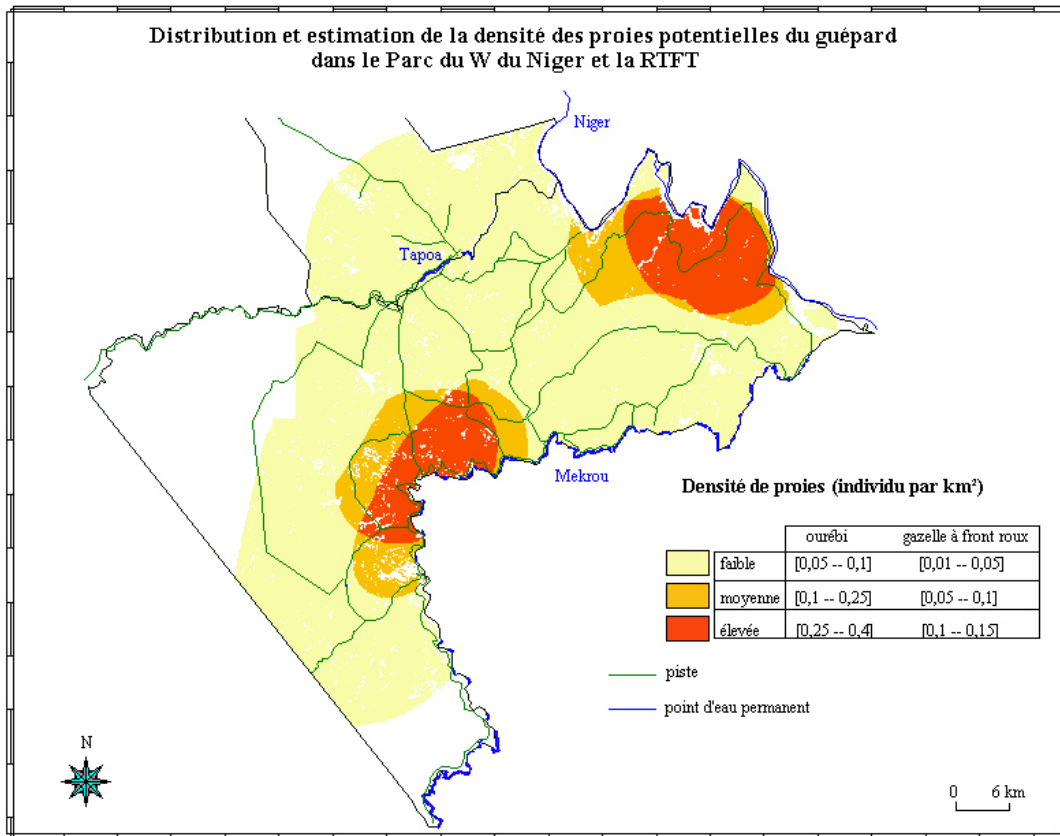 Distribution et estimation de la densité des proies potentielles du guépard
dans le Parc du W du Niger et la RTFT
Niger
Tapoa
Mekrou
Densité de proies (individu par km²)
ourébi gazelle à front roux
faible [0,05 -- 0,1] [0,01 -- 0,05]
moyenne [0,1 -- 0,25] [0,05 -- 0,1]
élevée [0,25 -- 0,4] [0,1 -- 0,15]
piste
point d'eau permanent
N
0 6 km